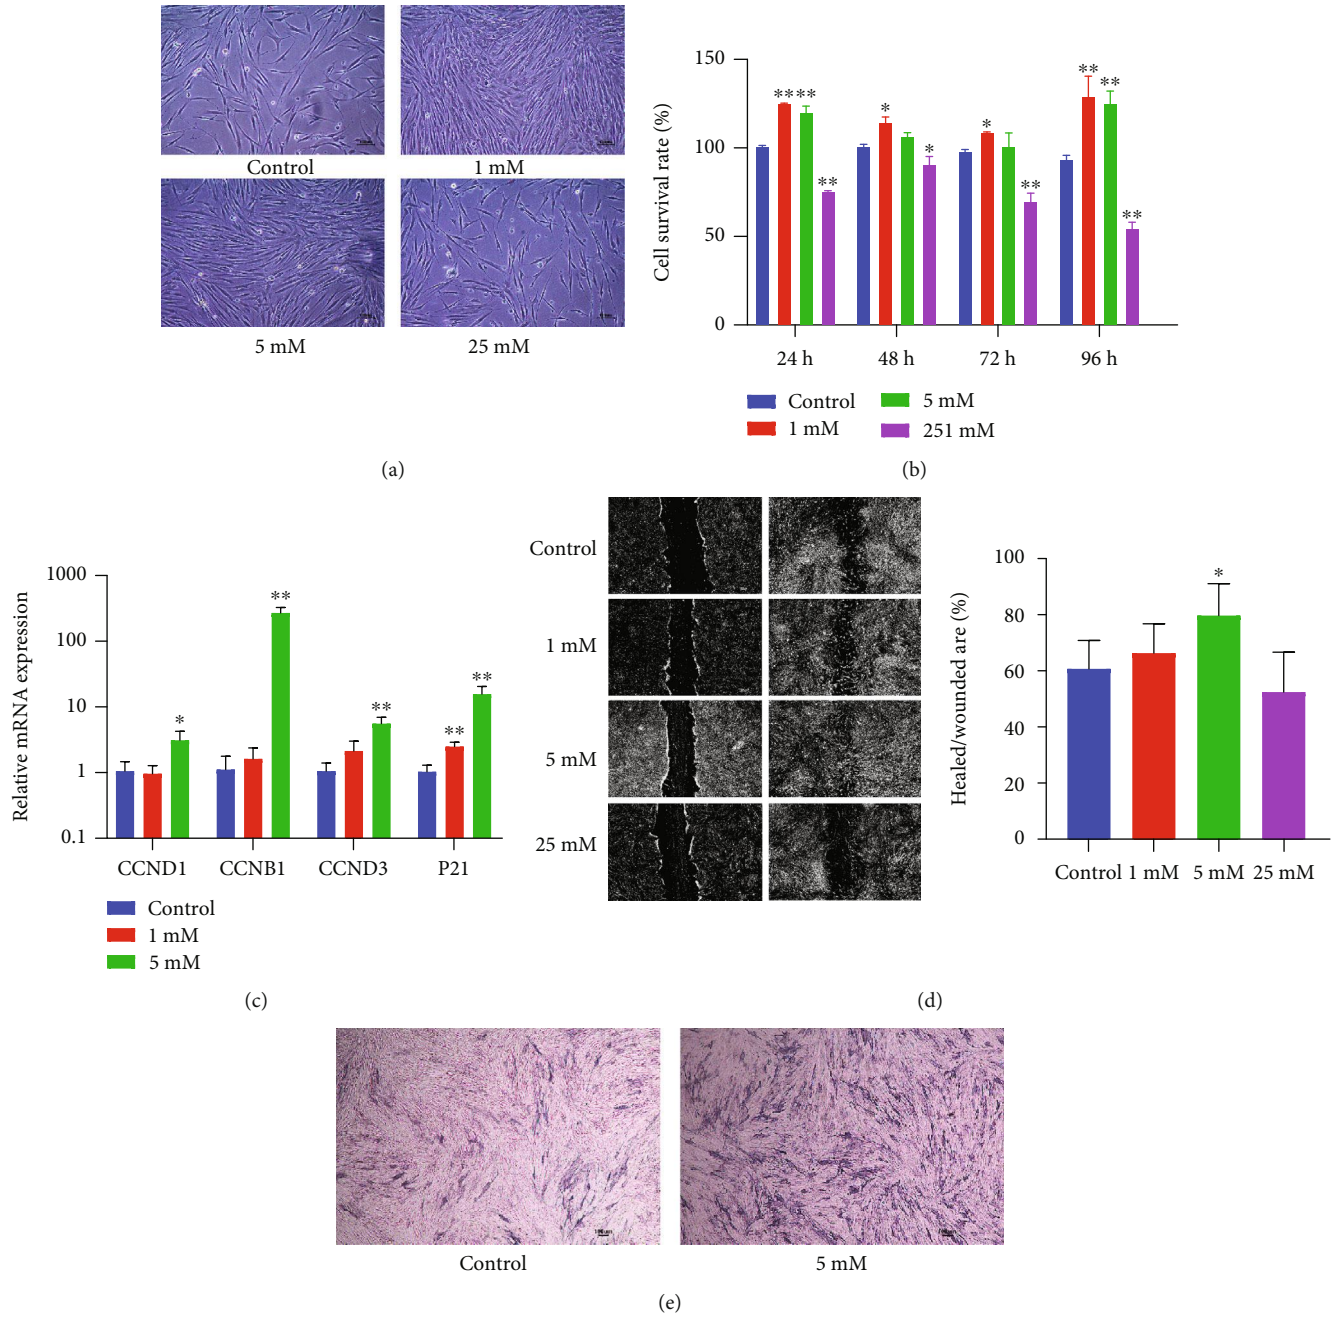 Control
1 mM
5 mM
25 mM
(a)
Cell survival rate (%)
150
100
50
0
** ** **
* *
* **
** ** **
24 h
48 h
72 h
96 h
Control
1 mM
5 mM
251 mM
(b)
Relative mRNA expression
1000
100
10
1
0.1
*
**
**
** **
CCND1
CCNB1
CCND3
P21
Control
1 mM
5 mM
(c)
Control
1 mM
5 mM
25 mM
Healed/wounded are (%)
100
80
60
40
20
0
*
Control
1 mM
5 mM
25 mM
(d)
Control
5 mM
(e)